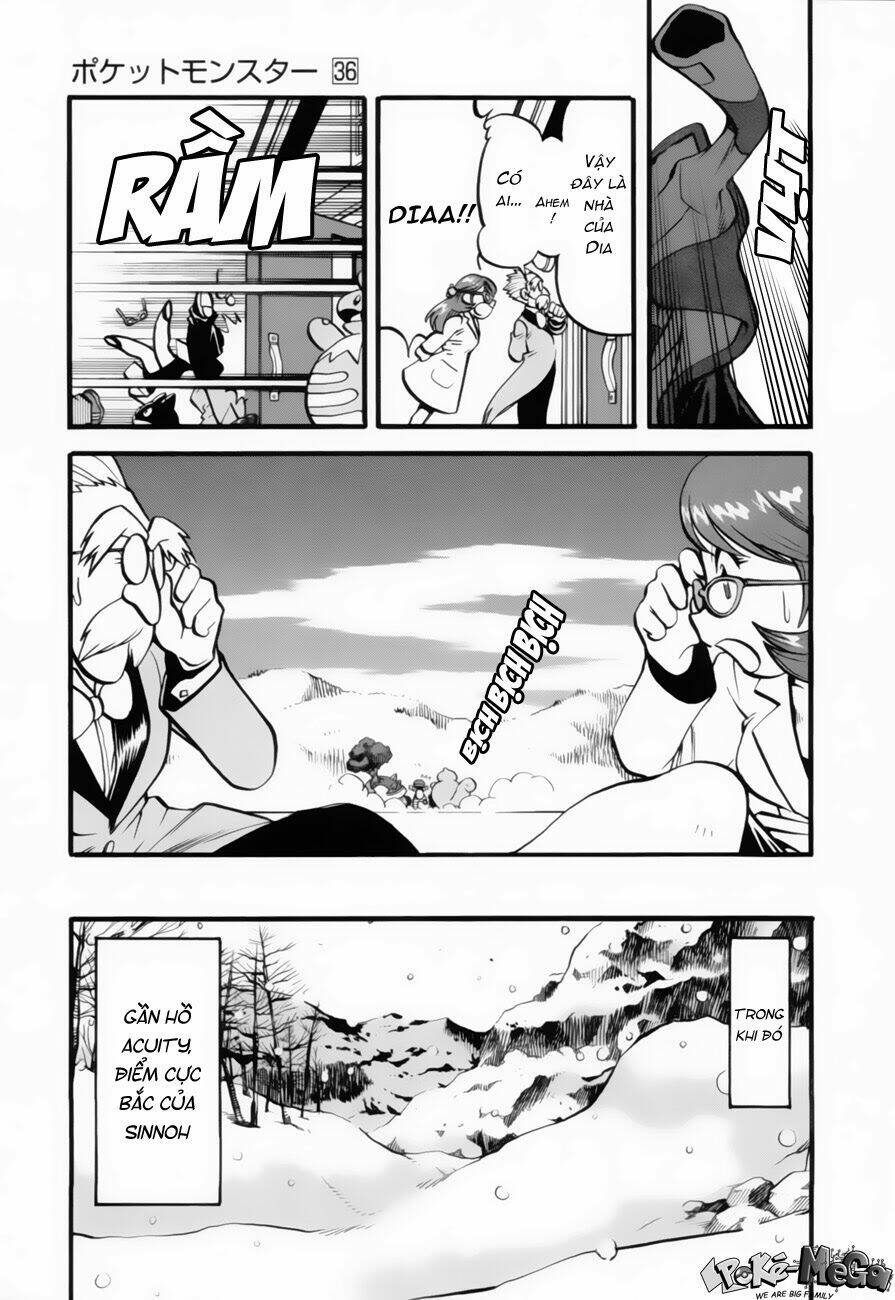 ポケットモンスター 36
VỤT
VẬY
ĐÂY LÀ
NHÀ
CỦA
DIA
AHEM
!
CÓ
AI...
DIAA!!
RẦM
BỊCH BỊCH BỊCH
TRONG
KHI ĐÓ
GẦN HỒ
ACUITY,
ĐIỂM CỰC
BẮC CỦA
SINNOH
POKÉ-MEGA
WE ARE BIG FAMILY